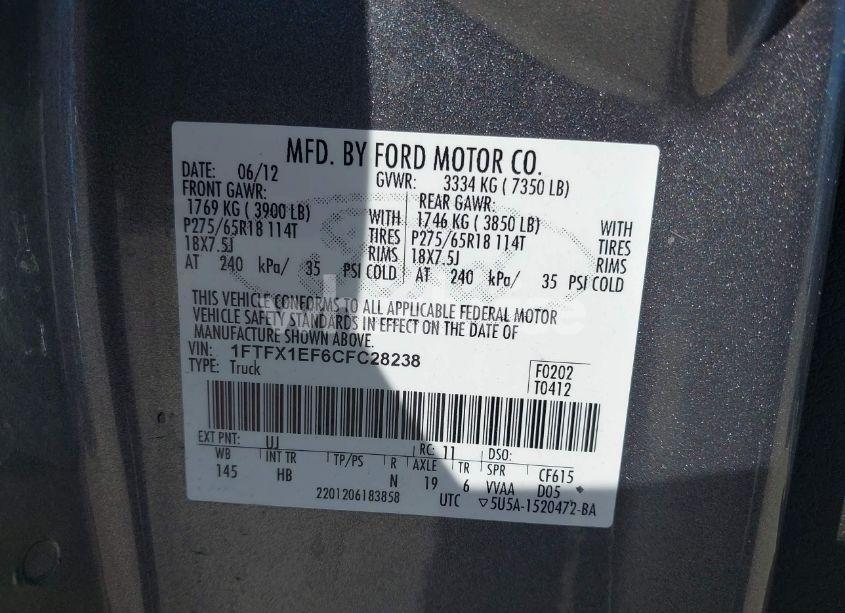 MFD. BY FORD MOTOR CO.
DATE: 06/12 GVWR: 3334 KG ( 7350 LB)
FRONT GAWR: REAR GAWR:
1769 KG ( 3900 LB) WITH 1746 KG ( 3850 LB) WITH
P275/65R18 114T TIRES P275/65R18 114T TIRES
18X7.5J RIMS 18X7.5J RIMS
AT 240 kPa/ 35 PSI COLD AT 240 kPa/ 35 PSI COLD
THIS VEHICLE CONFORMS TO ALL APPLICABLE FEDERAL MOTOR
VEHICLE SAFETY STANDARDS IN EFFECT ON THE DATE OF
MANUFACTURE SHOWN ABOVE.
VIN: 1FTFX1EF6CFC28238
TYPE: Truck F0202
T0412
EXT PNT: UJ RC: 11 DSO:
WB INT TR TP/PS R AXLE TR SPR CF615
145 HB N 19 6 VVAA D05
2201206183858 UTC ▽5U5A-1520472-BA